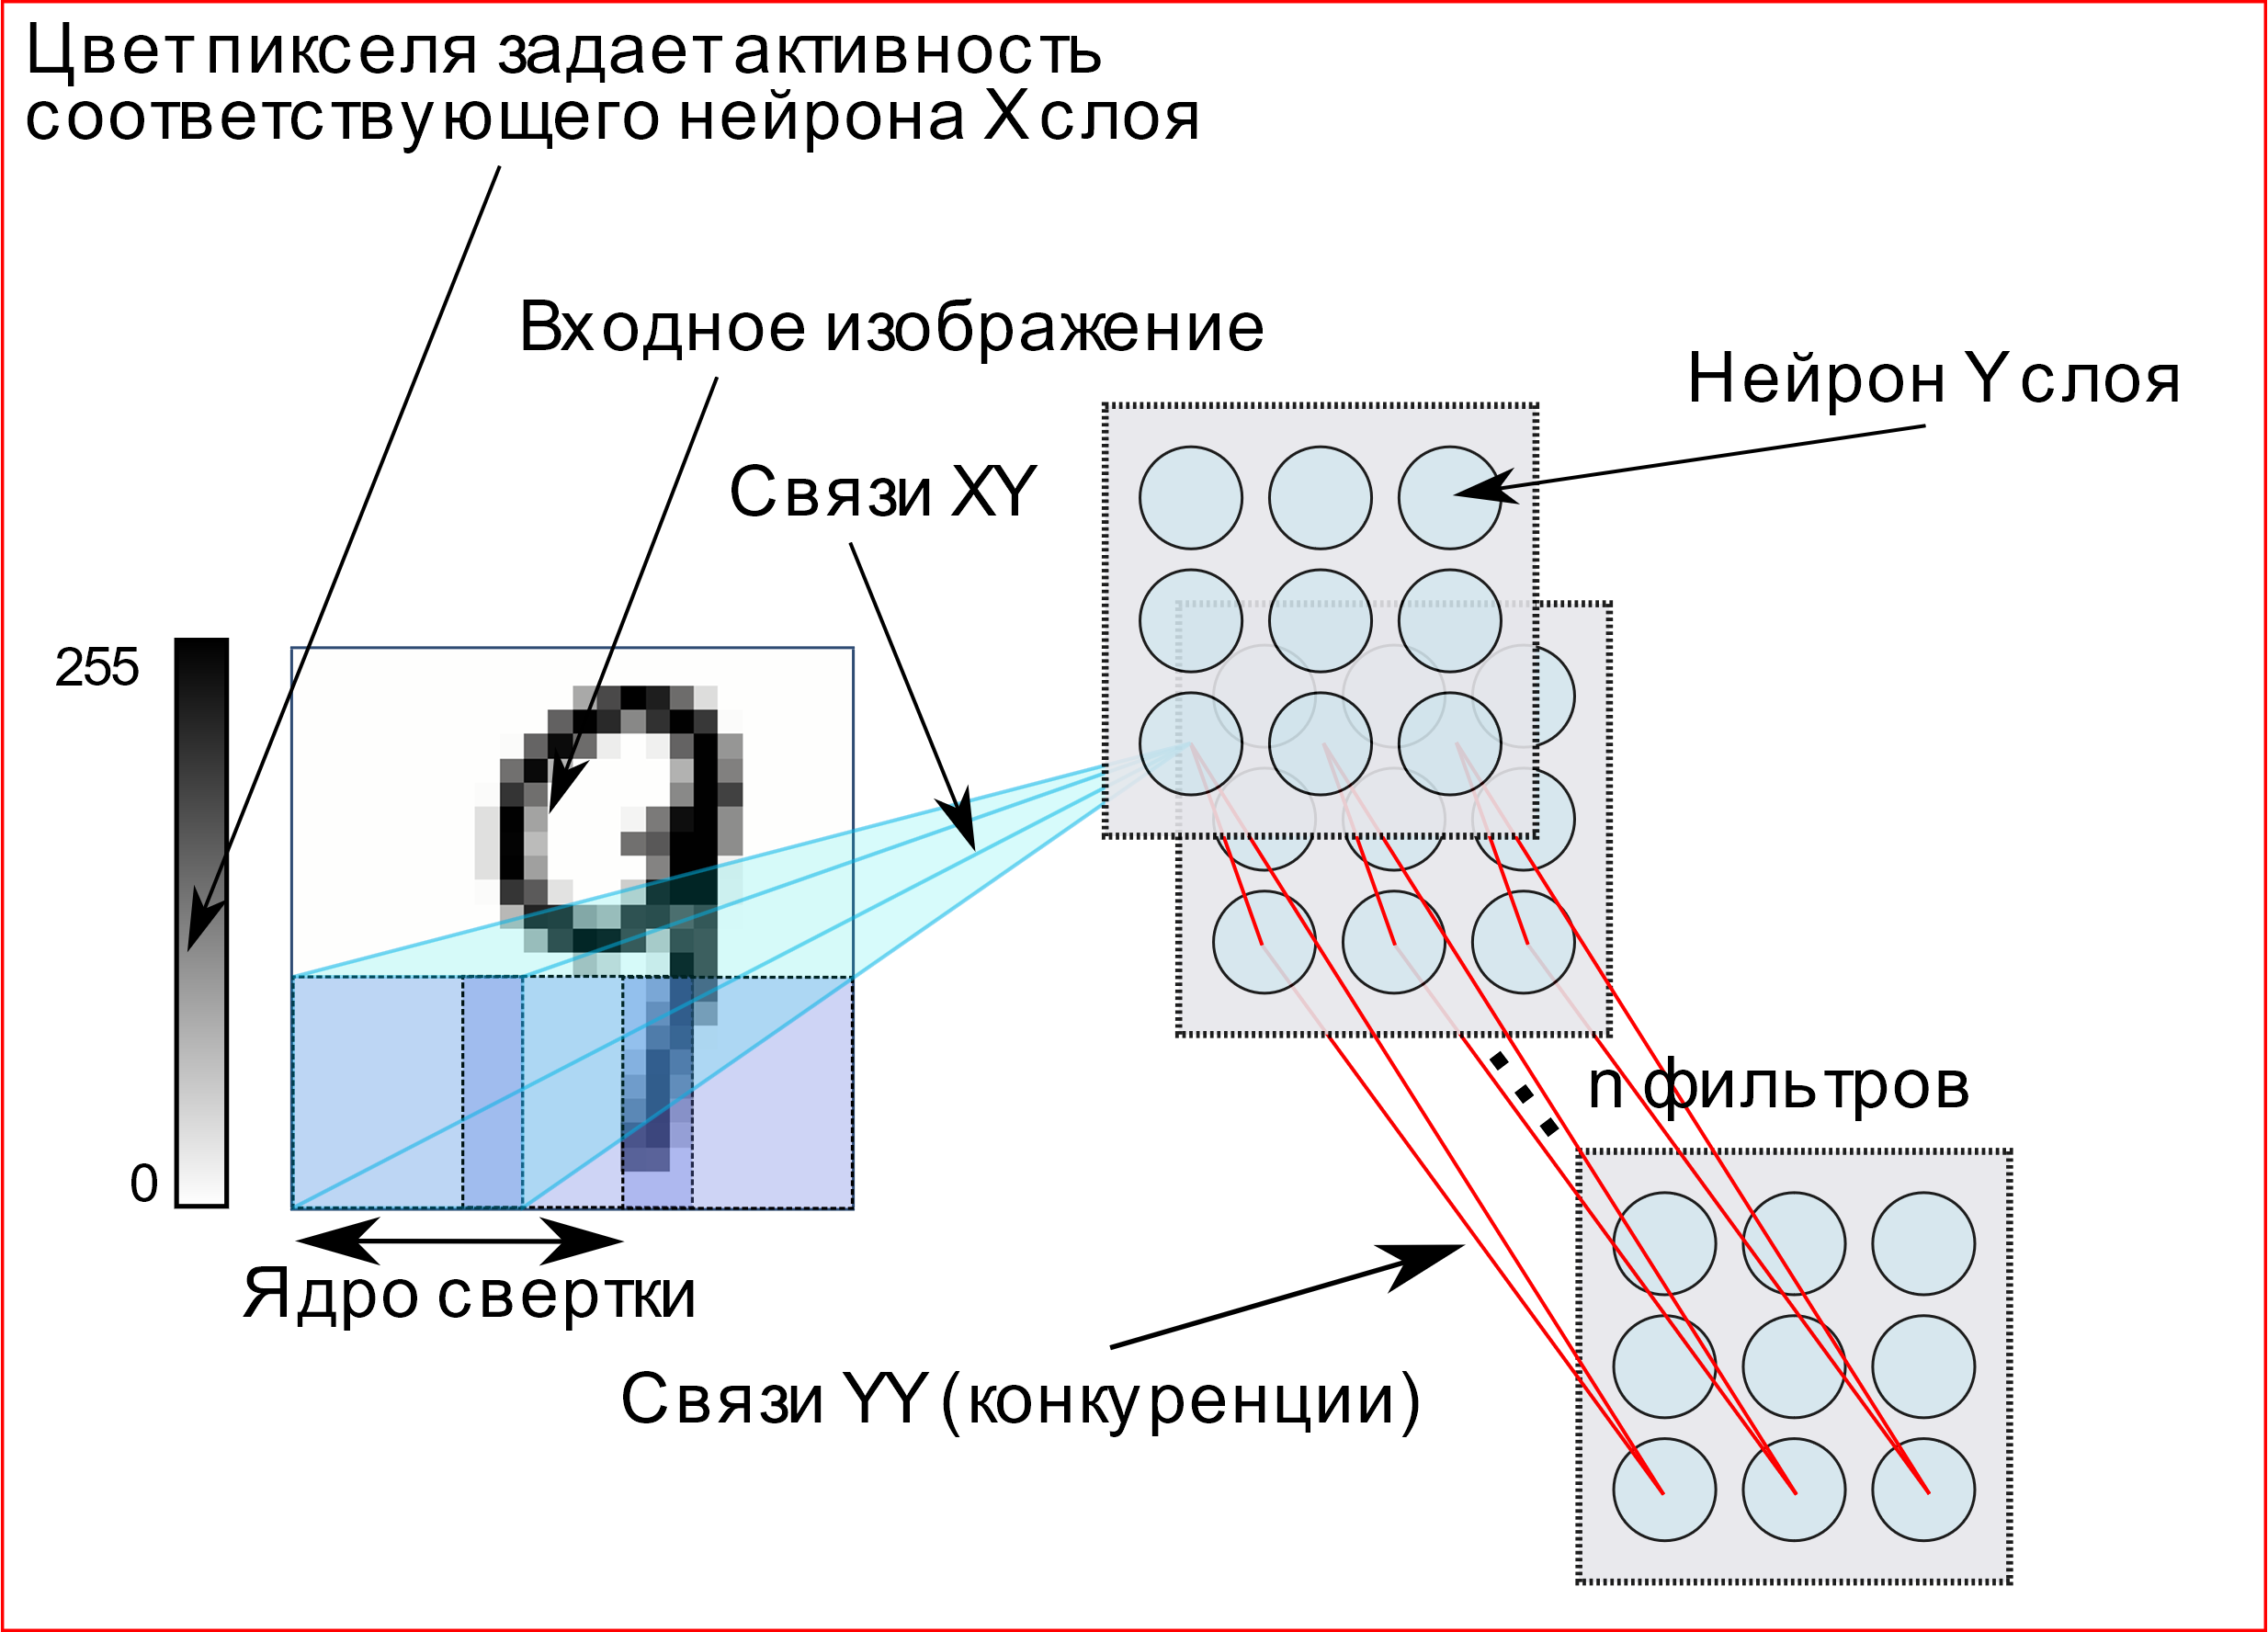 Цвет пикселя задает активность
соответствующего нейрона X слоя
Входное изображение
Нейрон Y слоя
Связи XY
255
0
n фильтров
Ядро свертки
Связи YY (конкуренции)